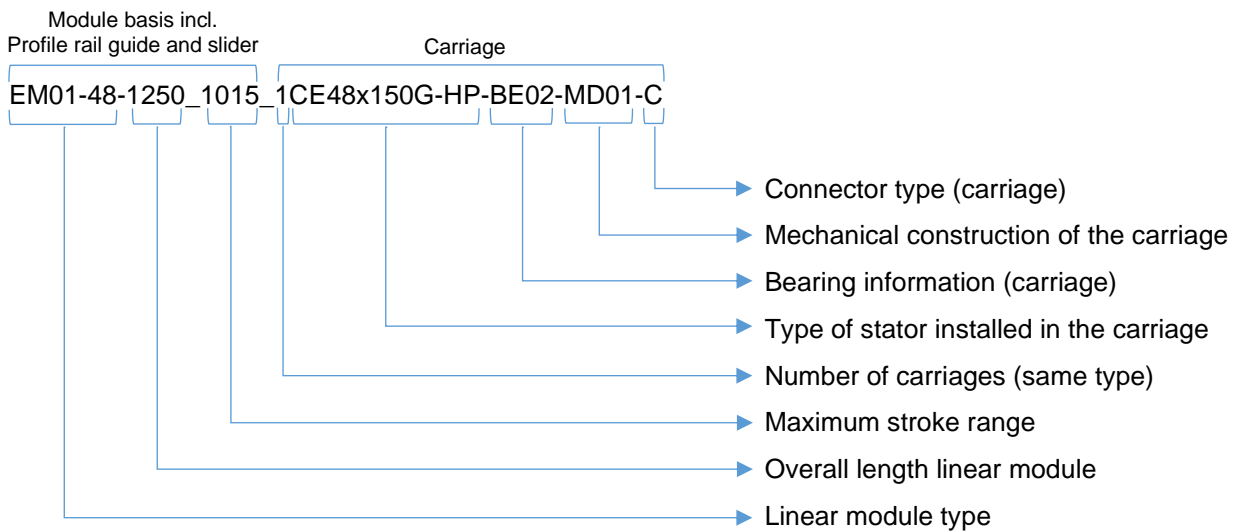 Module basis incl.
Profile rail guide and slider
Carriage
EM01-48-1250_1015_1CE48x150G-HP-BE02-MD01-C
Connector type (carriage)
Mechanical construction of the carriage
Bearing information (carriage)
Type of stator installed in the carriage
Number of carriages (same type)
Maximum stroke range
Overall length linear module
Linear module type